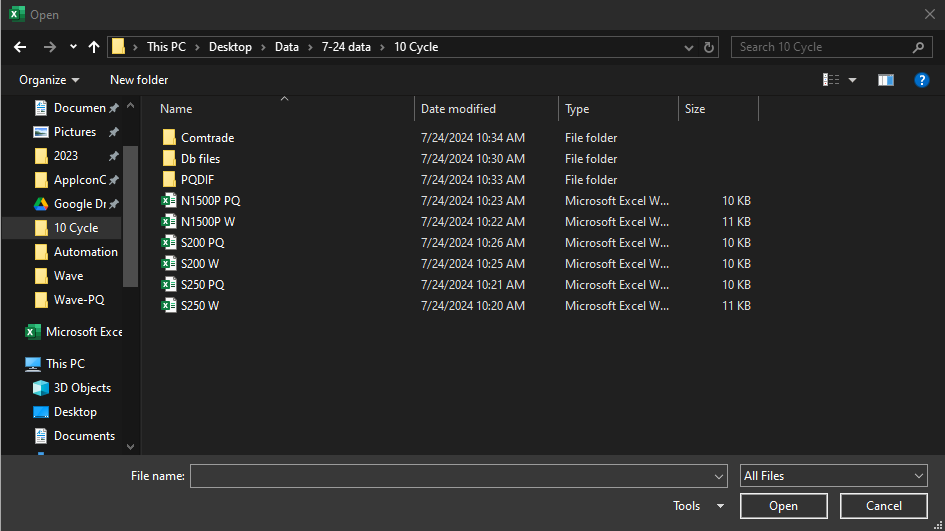 Open
This PC > Desktop > Data > 7-24 data > 10 Cycle
Search 10 Cycle
Organize
New folder
Documen
Pictures
2023
AppIconC
Google Dr
10 Cycle
Automation
Wave
Wave-PQ
Microsoft Exce
This PC
3D Objects
Desktop
Documents
Name Date modified Type Size
Comtrade 7/24/2024 10:34 AM File folder
Db files 7/24/2024 10:30 AM File folder
PQDIF 7/24/2024 10:33 AM File folder
N1500P PQ 7/24/2024 10:23 AM Microsoft Excel W... 10 KB
N1500P W 7/24/2024 10:22 AM Microsoft Excel W... 11 KB
S200 PQ 7/24/2024 10:26 AM Microsoft Excel W... 10 KB
S200 W 7/24/2024 10:25 AM Microsoft Excel W... 10 KB
S250 PQ 7/24/2024 10:21 AM Microsoft Excel W... 10 KB
S250 W 7/24/2024 10:20 AM Microsoft Excel W... 11 KB
File name:
All Files
Tools
Open
Cancel